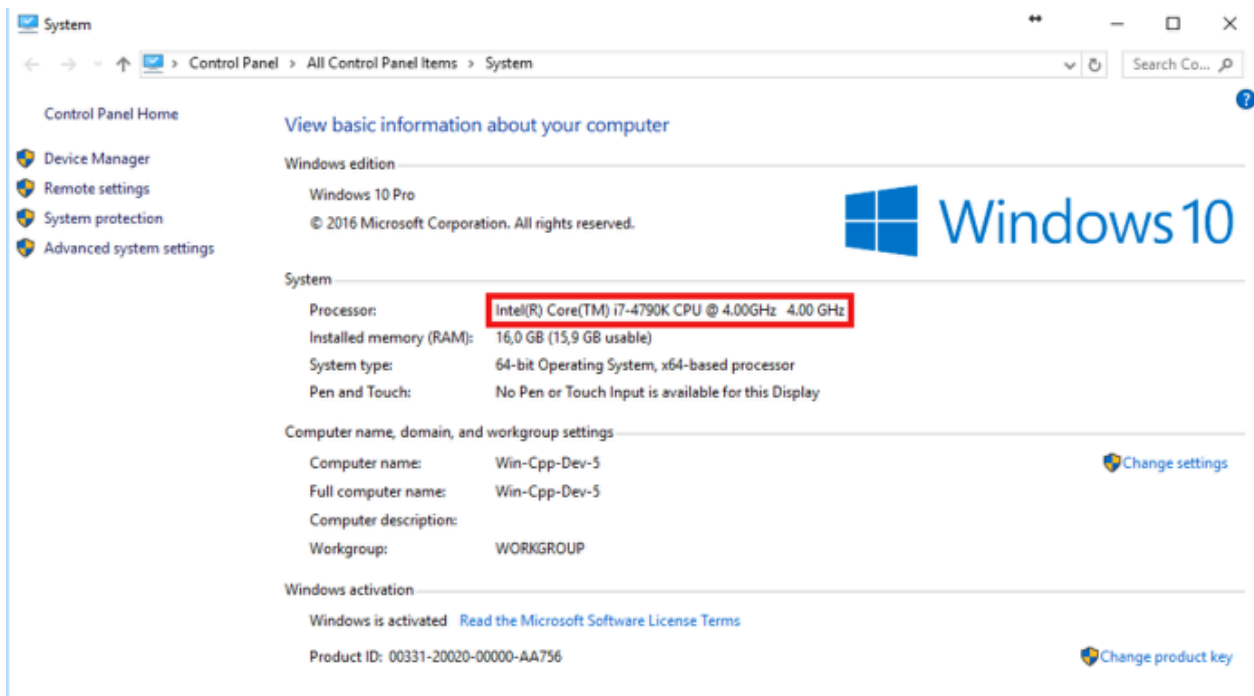 System
Control Panel > All Control Panel Items > System
Search Co...
Control Panel Home
Device Manager
Remote settings
System protection
Advanced system settings
?
View basic information about your computer
Windows edition
Windows 10 Pro
© 2016 Microsoft Corporation. All rights reserved.
Windows 10
System
Processor: Intel(R) Core(TM) i7-4790K CPU @ 4.00GHz 4.00 GHz
Installed memory (RAM): 16,0 GB (15,9 GB usable)
System type: 64-bit Operating System, x64-based processor
Pen and Touch: No Pen or Touch Input is available for this Display
Computer name, domain, and workgroup settings
Computer name: Win-Cpp-Dev-5
Change settings
Full computer name: Win-Cpp-Dev-5
Computer description:
Workgroup: WORKGROUP
Windows activation
Windows is activated Read the Microsoft Software License Terms
Product ID: 00331-20020-00000-AA756
Change product key